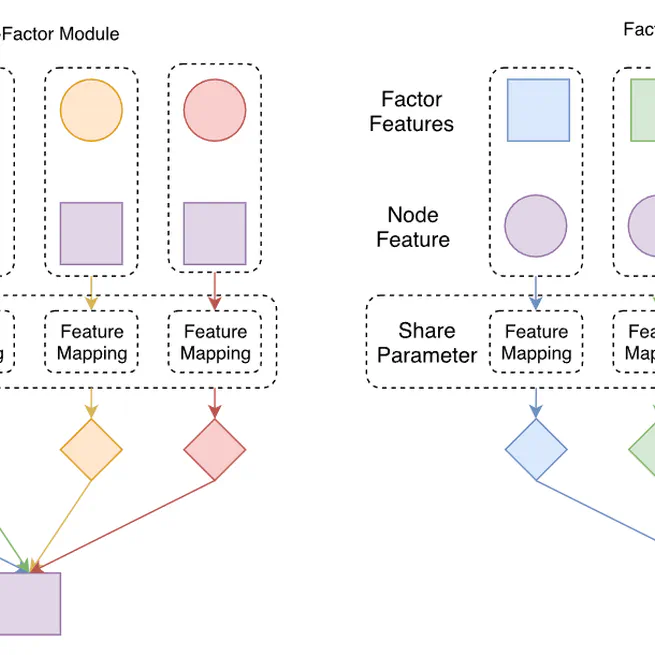 -Factor Module
Feature
Mapping
Feature
Mapping
g
Fact
Factor
Features
Node
Feature
Share
Parameter
Feature
Mapping
Fea
Map